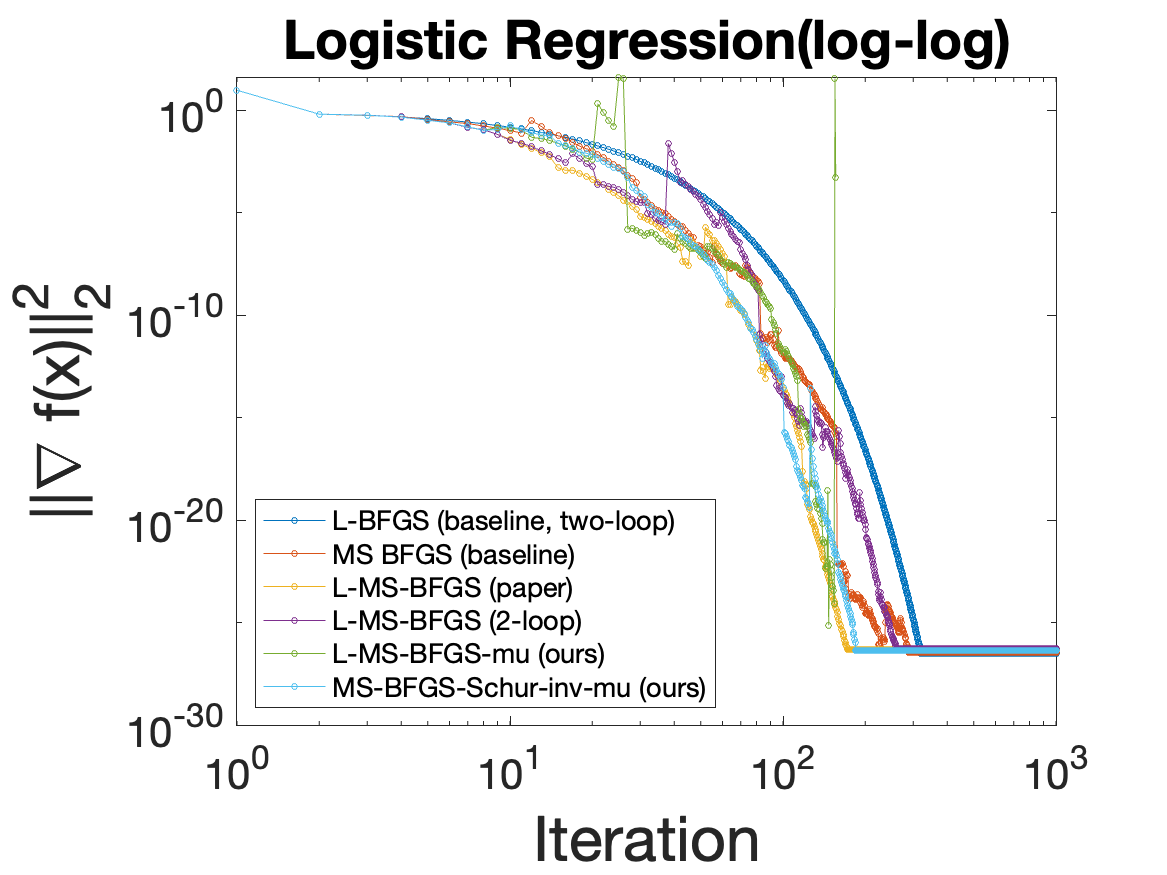 Logistic Regression(log-log)
10^0
10^-10
10^-20
10^-30
||∇ f(x)||_2^2
L-BFGS (baseline, two-loop)
MS BFGS (baseline)
L-MS-BFGS (paper)
L-MS-BFGS (2-loop)
L-MS-BFGS-mu (ours)
MS-BFGS-Schur-inv-mu (ours)
10^0 10^1 10^2 10^3
Iteration